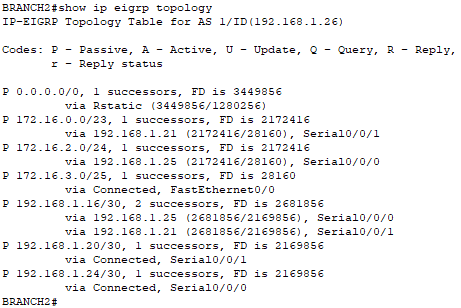 BRANCH2#show ip eigrp topology
IP-EIGRP Topology Table for AS 1/ID(192.168.1.26)
Codes: P - Passive, A - Active, U - Update, Q - Query, R - Reply,
r - Reply status
P 0.0.0.0/0, 1 successors, FD is 3449856
via Rstatic (3449856/1280256)
P 172.16.0.0/23, 1 successors, FD is 2172416
via 192.168.1.21 (2172416/28160), Serial0/0/1
P 172.16.2.0/24, 1 successors, FD is 2172416
via 192.168.1.25 (2172416/28160), Serial0/0/0
P 172.16.3.0/25, 1 successors, FD is 28160
via Connected, FastEthernet0/0
P 192.168.1.16/30, 2 successors, FD is 2681856
via 192.168.1.25 (2681856/2169856), Serial0/0/0
via 192.168.1.21 (2681856/2169856), Serial0/0/1
P 192.168.1.20/30, 1 successors, FD is 2169856
via Connected, Serial0/0/1
P 192.168.1.24/30, 1 successors, FD is 2169856
via Connected, Serial0/0/0
BRANCH2#